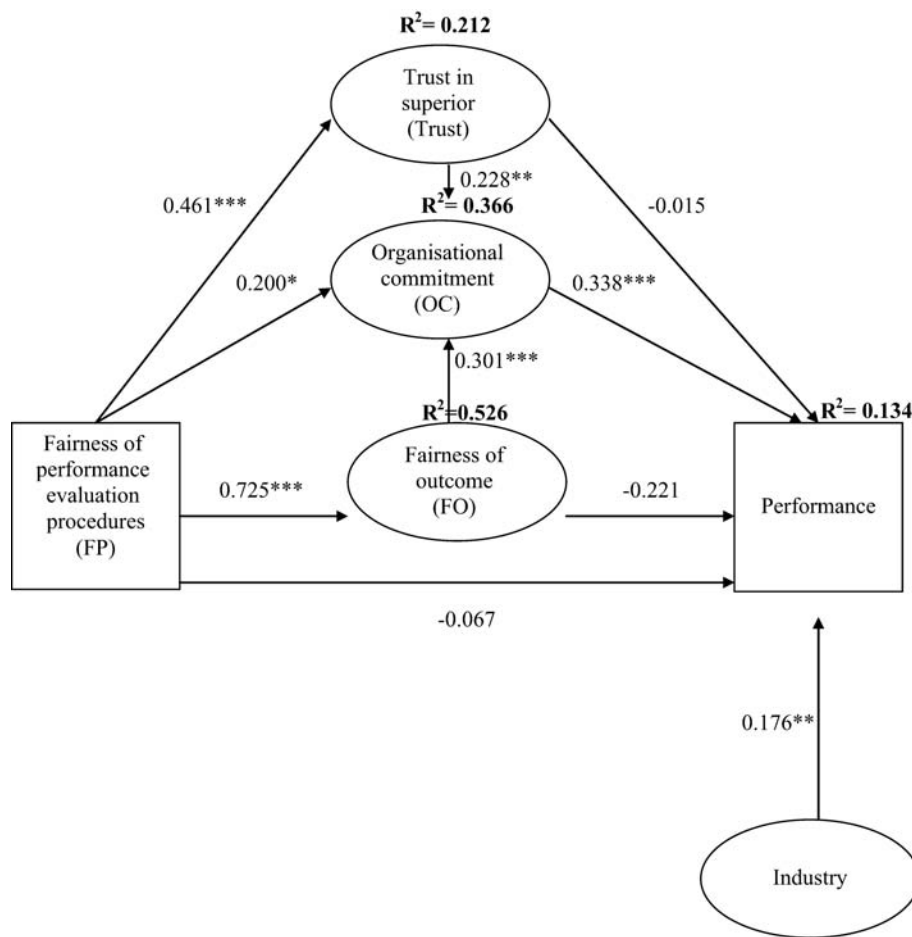 R²= 0.212
Trust in
superior
(Trust)
0.228**
0.461***
-0.015
R²= 0.366
Organisational
commitment
(OC)
0.200*
0.338***
0.301***
R²=0.526
R²= 0.134
Fairness of
performance
evaluation
procedures
(FP)
0.725***
Fairness of
outcome
(FO)
-0.221
Performance
-0.067
0.176**
Industry